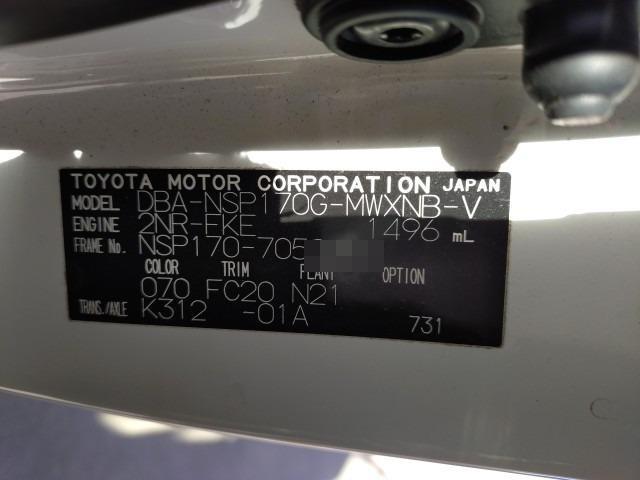 TOYOTA MOTOR CORPORATION JAPAN
MODEL DBA-NSP170G-MWXNB-V
ENGINE 2NR-FKE 1496 mL
FRAME No. NSP170-705
COLOR TRIM PLANT OPTION
070 FC20 N21
TRANS./AXLE K312 -01A
731